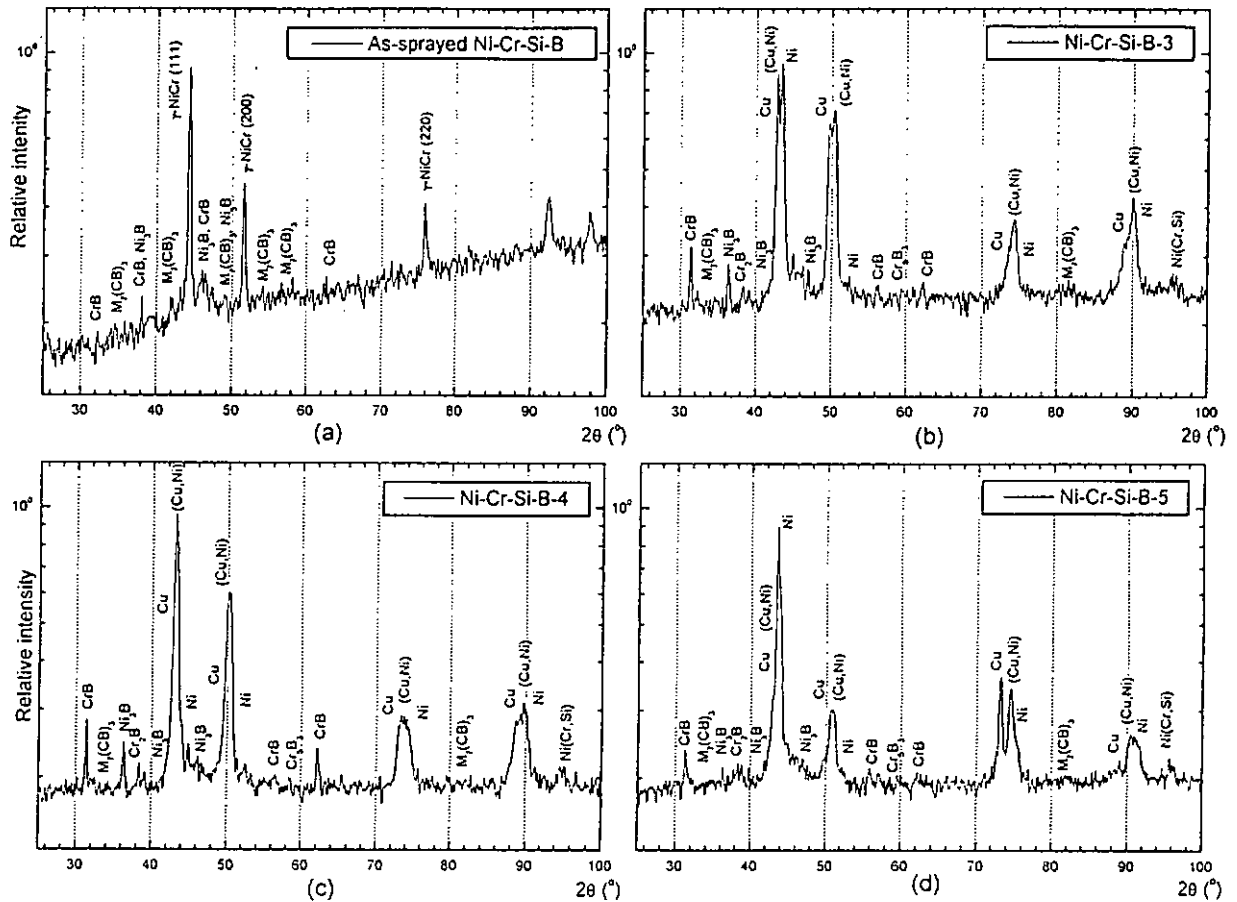 Relative intenity
10⁰
As-sprayed Ni-Cr-Si-B
CrB
M₇(CB)₃
CrB, Ni₃B
M₇(CB)₃
γ-NiCr (111)
Ni₃B, CrB
M₇(CB)₃, Ni₃B
γ-NiCr (200)
M₇(CB)₃
M₇(CB)₃
CrB
γ-NiCr (220)
30 40 50 60 70 80 90 100
(a)
2θ (°)
10⁰
Ni-Cr-Si-B-3
CrB
M₇(CB)₃
Ni₃B
Cr₂B
Ni₃B
Cu
(Cu,Ni)
Ni
Ni₃B
Cu
(Cu,Ni)
Ni
CrB
CrB
Cu
(Cu,Ni)
Ni
M₇(CB)₃
Cu
(Cu,Ni)
Ni
Ni(Cr,Si)
30 40 50 60 70 80 90 100
(b)
2θ (°)
Relative intensity
10⁰
Ni-Cr-Si-B-4
CrB
M₇(CB)₃
Ni₃B
Cr₂B
Ni₃B
Cu
(Cu,Ni)
Ni
Ni₃B
Cu
(Cu,Ni)
Ni
CrB
CrB
Cu
(Cu,Ni)
Ni
M₇(CB)₃
Cu
(Cu,Ni)
Ni
Ni(Cr,Si)
30 40 50 60 70 80 90 100
(c)
2θ (°)
10⁰
Ni-Cr-Si-B-5
CrB
M₇(CB)₃
Ni₃B
Cr₂B
Ni₃B
Cu
(Cu,Ni)
Ni
Ni₃B
Cu
(Cu,Ni)
Ni
CrB
CrB
Cu
(Cu,Ni)
Ni
M₇(CB)₃
Cu
(Cu,Ni)
Ni
Ni(Cr,Si)
30 40 50 60 70 80 90 100
(d)
2θ (°)